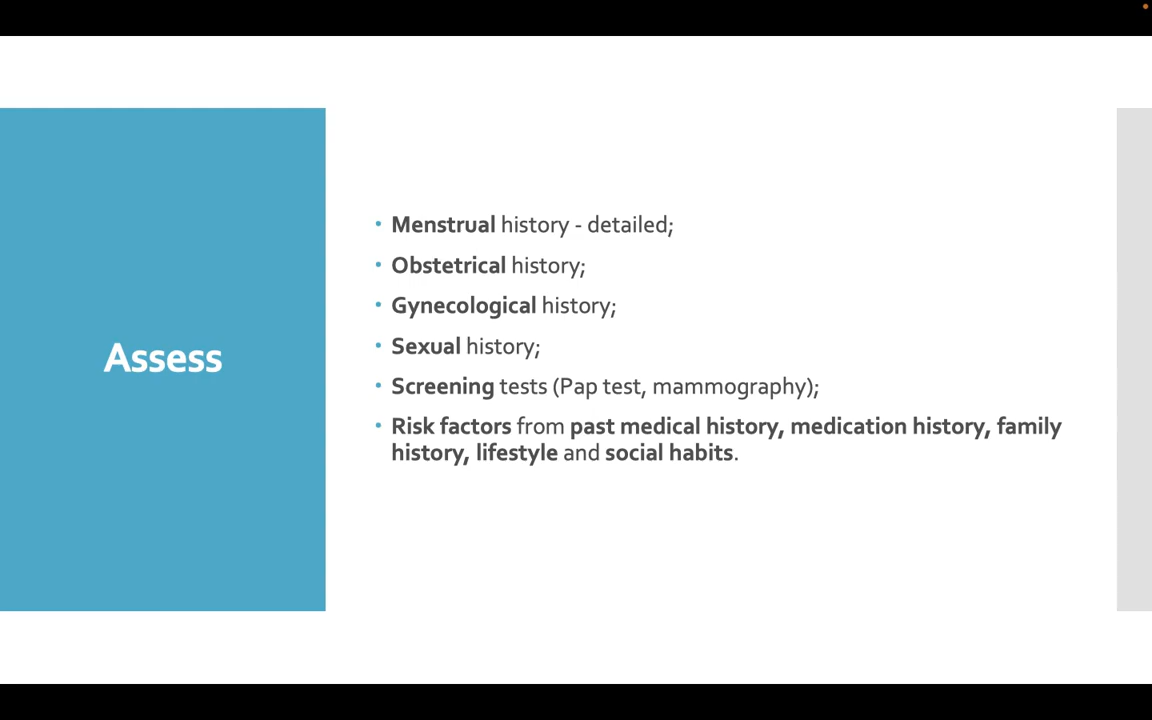 Assess
• Menstrual history - detailed;
• Obstetrical history;
• Gynecological history;
• Sexual history;
• Screening tests (Pap test, mammography);
• Risk factors from past medical history, medication history, family
history, lifestyle and social habits.